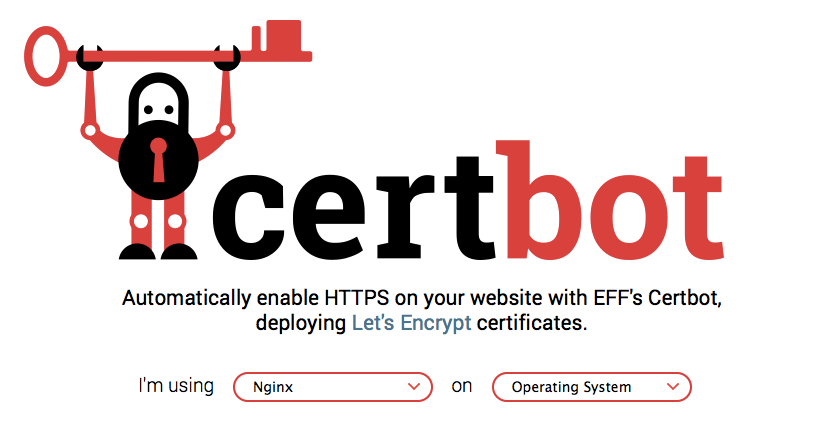 certbot
Automatically enable HTTPS on your website with EFF's Certbot,
deploying Let's Encrypt certificates.
I'm using Nginx on Operating System